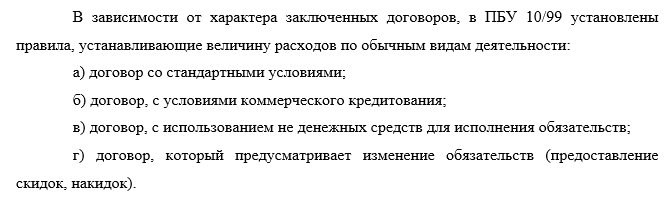 В зависимости от характера заключенных договоров, в ПБУ 10/99 установлены
правила, устанавливающие величину расходов по обычным видам деятельности:
а) договор со стандартными условиями;
б) договор, с условиями коммерческого кредитования;
в) договор, с использованием не денежных средств для исполнения обязательств;
г) договор, который предусматривает изменение обязательств (предоставление
скидок, накидок).